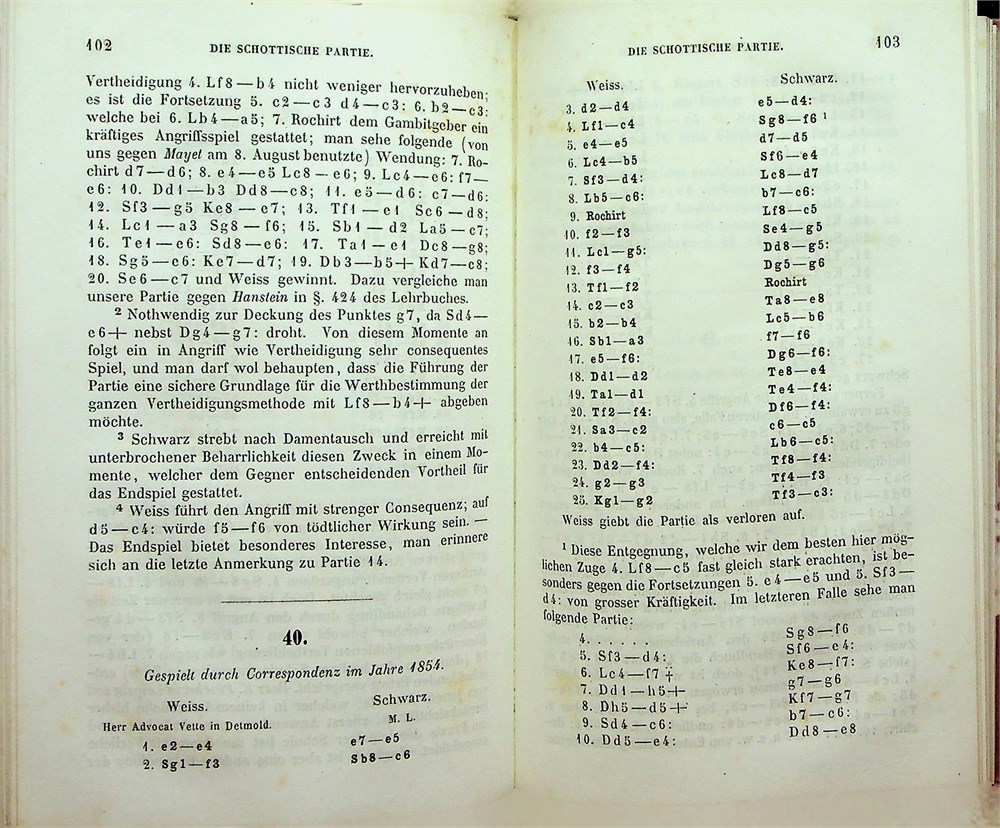 102
DIE SCHOTTISCHE PARTIE.
Vertheidigung 4. Lf8—b4 nicht weniger hervorzuheben;
es ist die Fortsetzung 5. c2—c3 d4—c3: 6. b2—c3:
welche bei 6. Lb4—a5; 7. Rochirt dem Gambitgeber ein
kräftiges Angriffsspiel gestattet; man sehe folgende (von
uns gegen Mayet am 8. August benutzte) Wendung: 7. Ro-
chirt d7—d6; 8. e4—e5 Lc8—e6; 9. Lc4—e6: f7—
e6: 10. Dd1—b3 Dd8—c8; 11. e5—d6: c7—d6:
12. Sf3—g5 Ke8—e7; 13. Tf1—e1 Sc6—d8;
14. Lc1—a3 Sg8—f6; 15. Sb1—d2 La5—c7;
16. Te1—e6: Sd8—e6: 17. Ta1—e1 Dc8—g8;
18. Sg5—e6: Ke7—d7; 19. Db3—b5+ Kd7—c8;
20. Se6—c7 und Weiss gewinnt. Dazu vergleiche man
unsere Partie gegen Hanstein in §. 424 des Lehrbuches.
2 Nothwendig zur Deckung des Punktes g7, da Sd4—
e6+ nebst Dg4—g7: droht. Von diesem Momente an
folgt ein in Angriff wie Vertheidigung sehr consequentes
Spiel, und man darf wol behaupten, dass die Führung der
Partie eine sichere Grundlage für die Werthbestimmung der
ganzen Vertheidigungsmethode mit Lf8—b4+ abgeben
möchte.
3 Schwarz strebt nach Damentausch und erreicht mit
unterbrochener Beharrlichkeit diesen Zweck in einem Mo-
mente, welcher dem Gegner entscheidenden Vortheil für
das Endspiel gestattet.
4 Weiss führt den Angriff mit strenger Consequenz; auf
d5—c4: würde f5—f6 von tödtlicher Wirkung sein. —
Das Endspiel bietet besonderes Interesse, man erinnere
sich an die letzte Anmerkung zu Partie 14.
40.
Gespielt durch Correspondenz im Jahre 1854.
Weiss. Schwarz.
Herr Advocat Vette in Detmold. M. L.
1. e2—e4 e7—e5
2. Sg1—f3 Sb8—c6
DIE SCHOTTISCHE PARTIE.
103
Weiss. Schwarz.
3. d2—d4 e5—d4:
4. Lf1—c4 Sg8—f6 1
5. e4—e5 d7—d5
6. Lc4—b5 Sf6—e4
7. Sf3—d4: Lc8—d7
8. Lb5—c6: b7—c6:
9. Rochirt Lf8—c5
10. f2—f3 Se4—g5
11. Lc1—g5: Dd8—g5:
12. f3—f4 Dg5—g6
13. Tf1—f2 Rochirt
14. c2—c3 Ta8—e8
15. b2—b4 Lc5—b6
16. Sb1—a3 f7—f6
17. e5—f6: Dg6—f6:
18. Dd1—d2 Te8—e4
19. Ta1—d1 Te4—f4:
20. Tf2—f4: Df6—f4:
21. Sa3—c2 c6—c5
22. b4—c5: Lb6—c5:
23. Dd2—f4: Tf8—f4:
24. g2—g3 Tf4—f3
25. Kg1—g2 Tf3—c3:
Weiss giebt die Partie als verloren auf.
1 Diese Entgegnung, welche wir dem besten hier mög-
lichen Zuge 4. Lf8—c5 fast gleich stark erachten, ist be-
sonders gegen die Fortsetzungen 5. e4—e5 und 5. Sf3—
d4: von grosser Kräftigkeit. Im letzteren Falle sehe man
folgende Partie:
4. . . . . . . Sg8—f6
5. Sf3—d4: Sf6—e4:
6. Lc4—f7‡ Ke8—f7:
7. Dd1—h5+ g7—g6
8. Dh5—d5+ Kf7—g7
9. Sd4—c6: b7—c6:
10. Dd5—e4: Dd8—e8